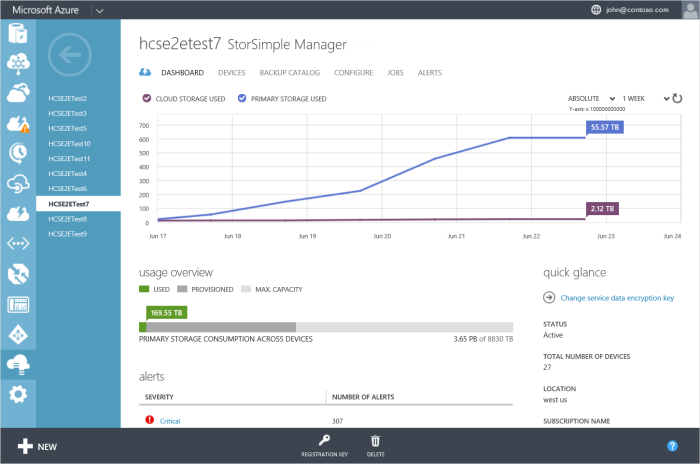 Microsoft Azure
john@contoso.com
HCSE2ETest2
HCSE2ETest3
HCSE2ETest5
HCSE2ETest10
HCSE2ETest11
HCSE2ETest4
HCSE2ETest6
HCSE2ETest7
HCSE2ETest8
HCSE2ETest9
hcse2etest7 StorSimple Manager
DASHBOARD DEVICES BACKUP CATALOG CONFIGURE JOBS ALERTS
CLOUD STORAGE USED PRIMARY STORAGE USED ABSOLUTE 1 WEEK
Y-axis: x 100000000000
700
600
500
400
300
200
100
0
55.57 TB
2.12 TB
Jun 17 Jun 18 Jun 19 Jun 20 Jun 21 Jun 22 Jun 23 Jun 24
usage overview
USED PROVISIONED MAX. CAPACITY
169.55 TB
PRIMARY STORAGE CONSUMPTION ACROSS DEVICES 3.65 PB of 8830 TB
alerts
SEVERITY NUMBER OF ALERTS
Critical 307
quick glance
Change service data encryption key
STATUS
Active
TOTAL NUMBER OF DEVICES
27
LOCATION
west us
SUBSCRIPTION NAME
NEW
REGISTRATION KEY DELETE
?